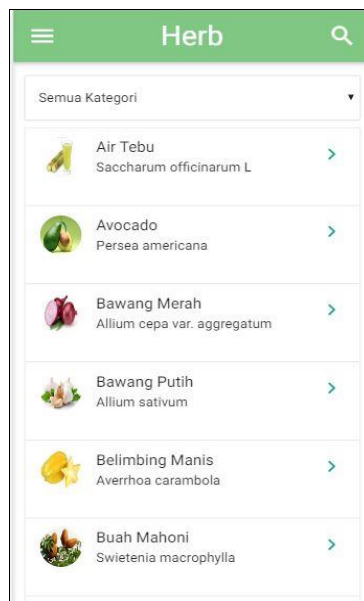 Herb
Semua Kategori
Air Tebu
Saccharum officinarum L
Avocado
Persea americana
Bawang Merah
Allium cepa var. aggregatum
Bawang Putih
Allium sativum
Belimbing Manis
Averrhoa carambola
Buah Mahoni
Swietenia macrophylla